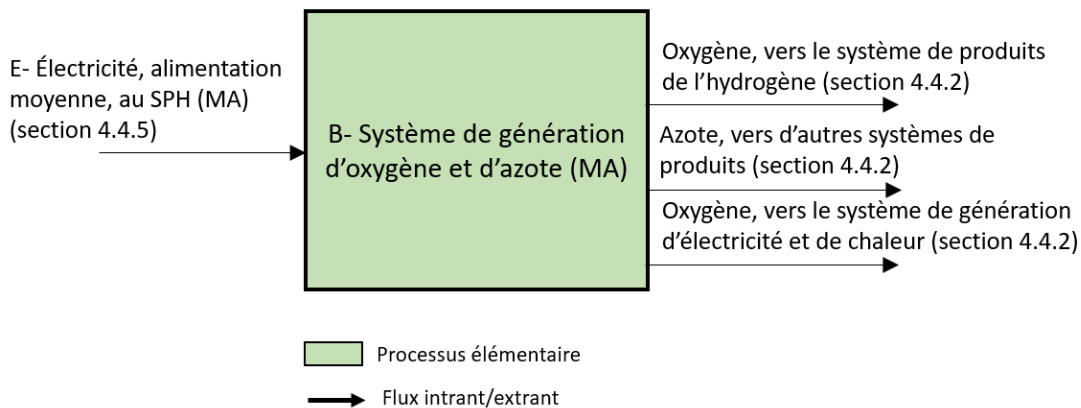 E- Électricité, alimentation
moyenne, au SPH (MA)
(section 4.4.5)
B- Système de génération
d’oxygène et d’azote (MA)
Oxygène, vers le système de produits
de l’hydrogène (section 4.4.2)
Azote, vers d’autres systèmes de
produits (section 4.4.2)
Oxygène, vers le système de génération
d’électricité et de chaleur (section 4.4.2)
Processus élémentaire
Flux intrant/extrant